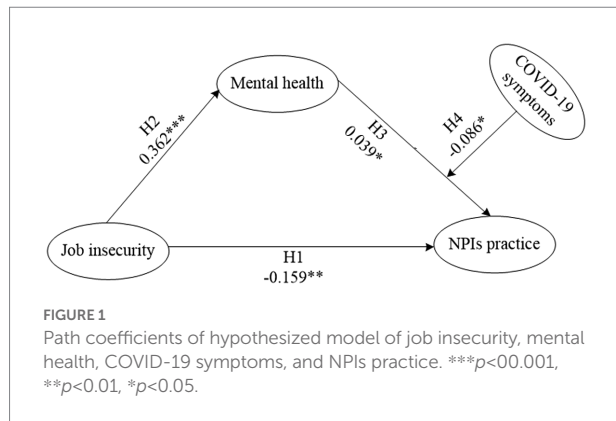 Mental health
COVID-19
symptoms
H2
0.362***
H3
0.039*
H4
-0.086*
Job insecurity
NPIs practice
H1
-0.159**
FIGURE 1
Path coefficients of hypothesized model of job insecurity, mental
health, COVID-19 symptoms, and NPIs practice. ***p<00.001,
**p<0.01, *p<0.05.